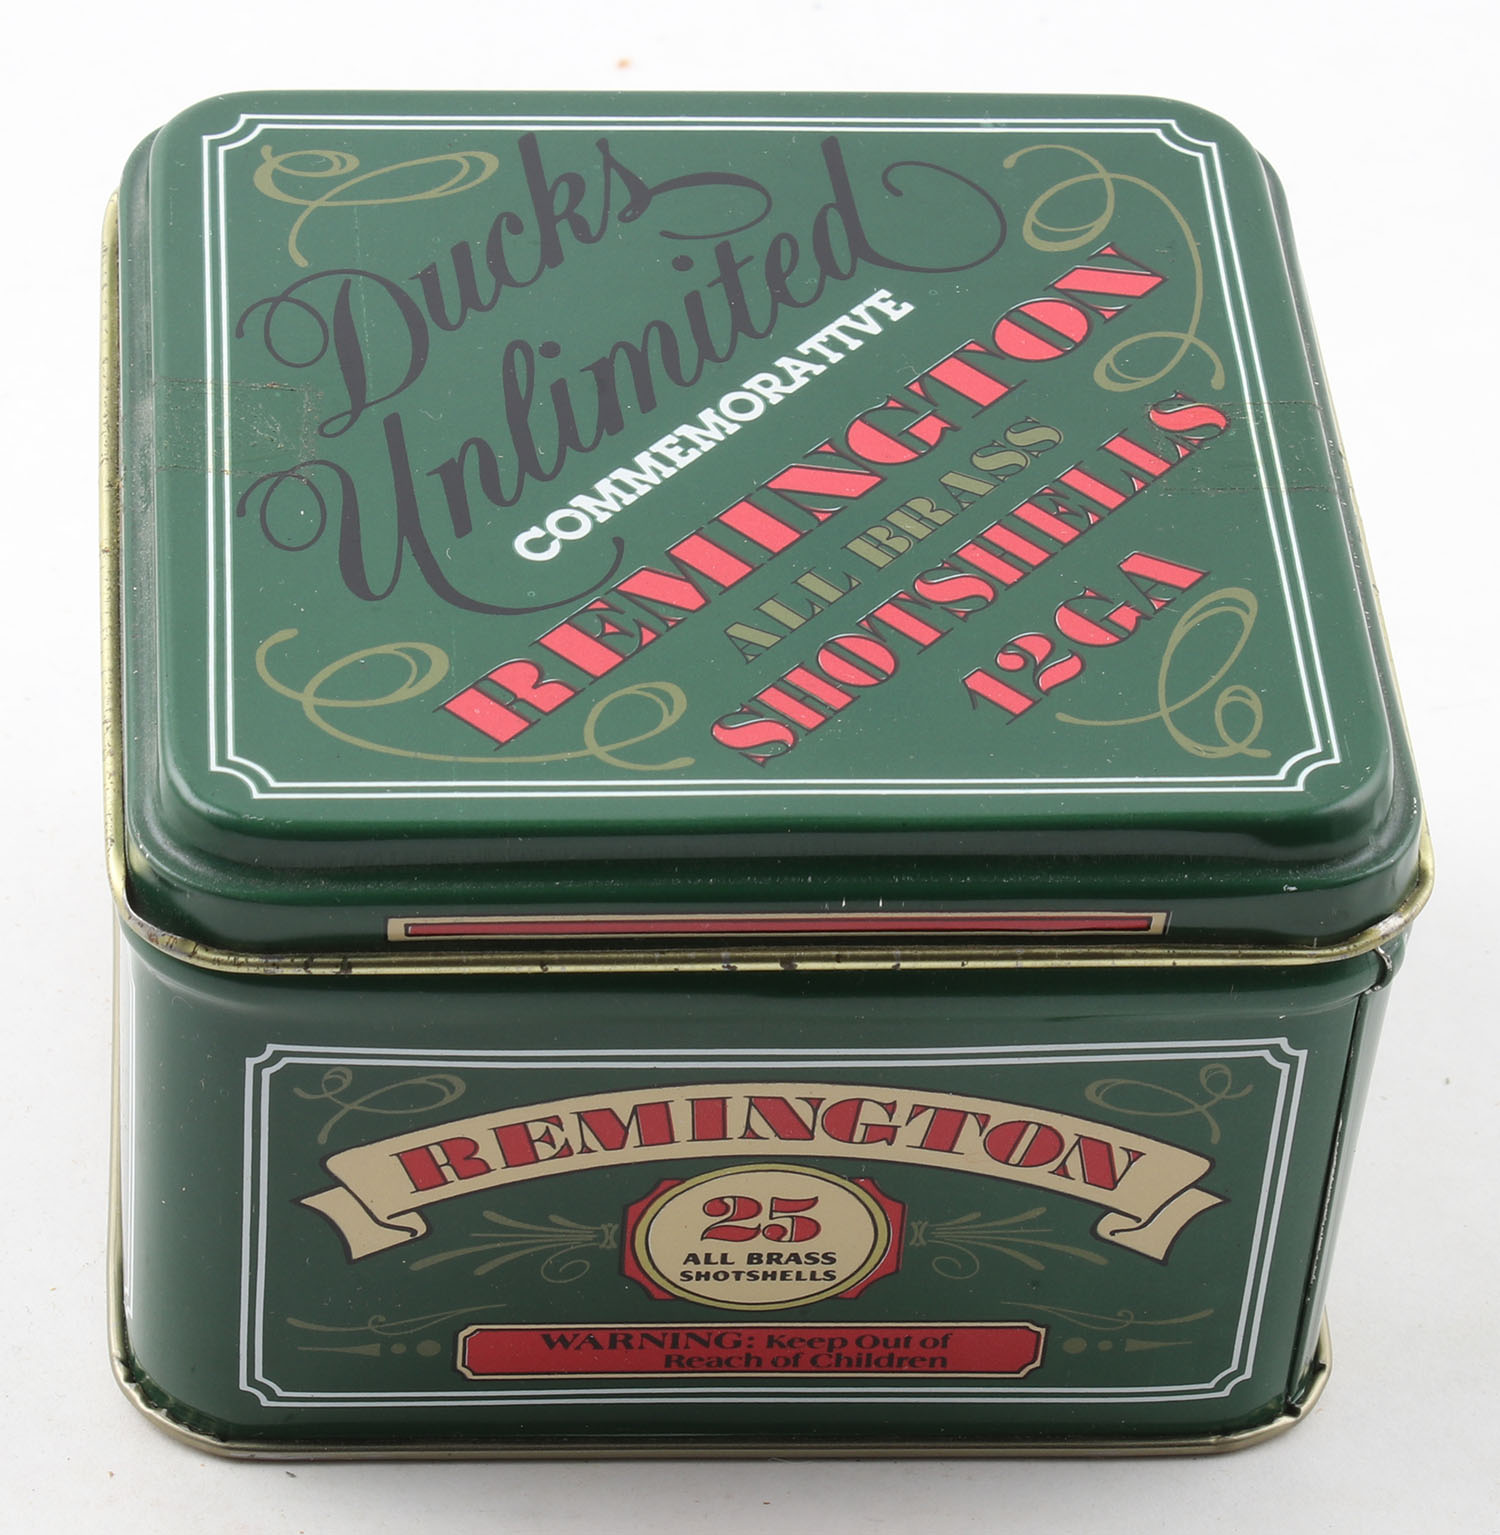 Ducks
Unlimited
COMMEMORATIVE
REMINGTON
ALL BRASS
SHOTSHELLS
12GA
REMINGTON
25
ALL BRASS
SHOTSHELLS
WARNING: Keep Out of
Reach of Children